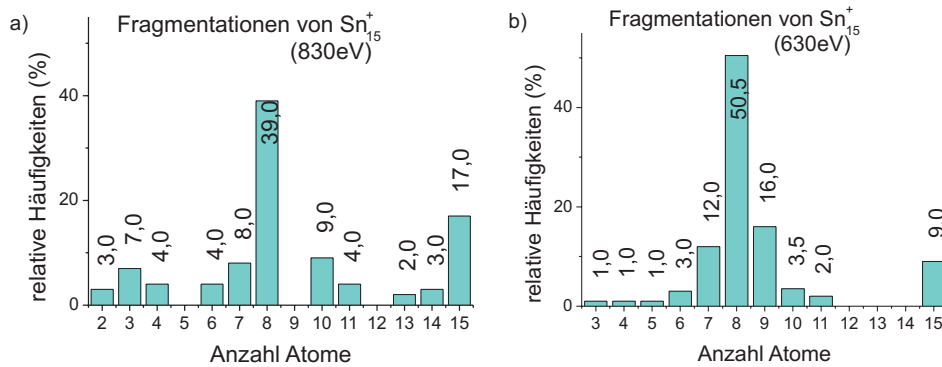 a)
Fragmentationen von Sn15+
(830eV)
relative Häufigkeiten (%)
40
20
0
3,0
7,0
4,0
4,0
8,0
39,0
9,0
4,0
2,0
3,0
17,0
2 3 4 5 6 7 8 9 10 11 12 13 14 15
Anzahl Atome
b)
Fragmentationen von Sn15+
(630eV)
relative Häufigkeiten (%)
40
20
0
1,0
1,0
1,0
3,0
12,0
50,5
16,0
3,5
2,0
9,0
3 4 5 6 7 8 9 10 11 12 13 14 15
Anzahl Atome